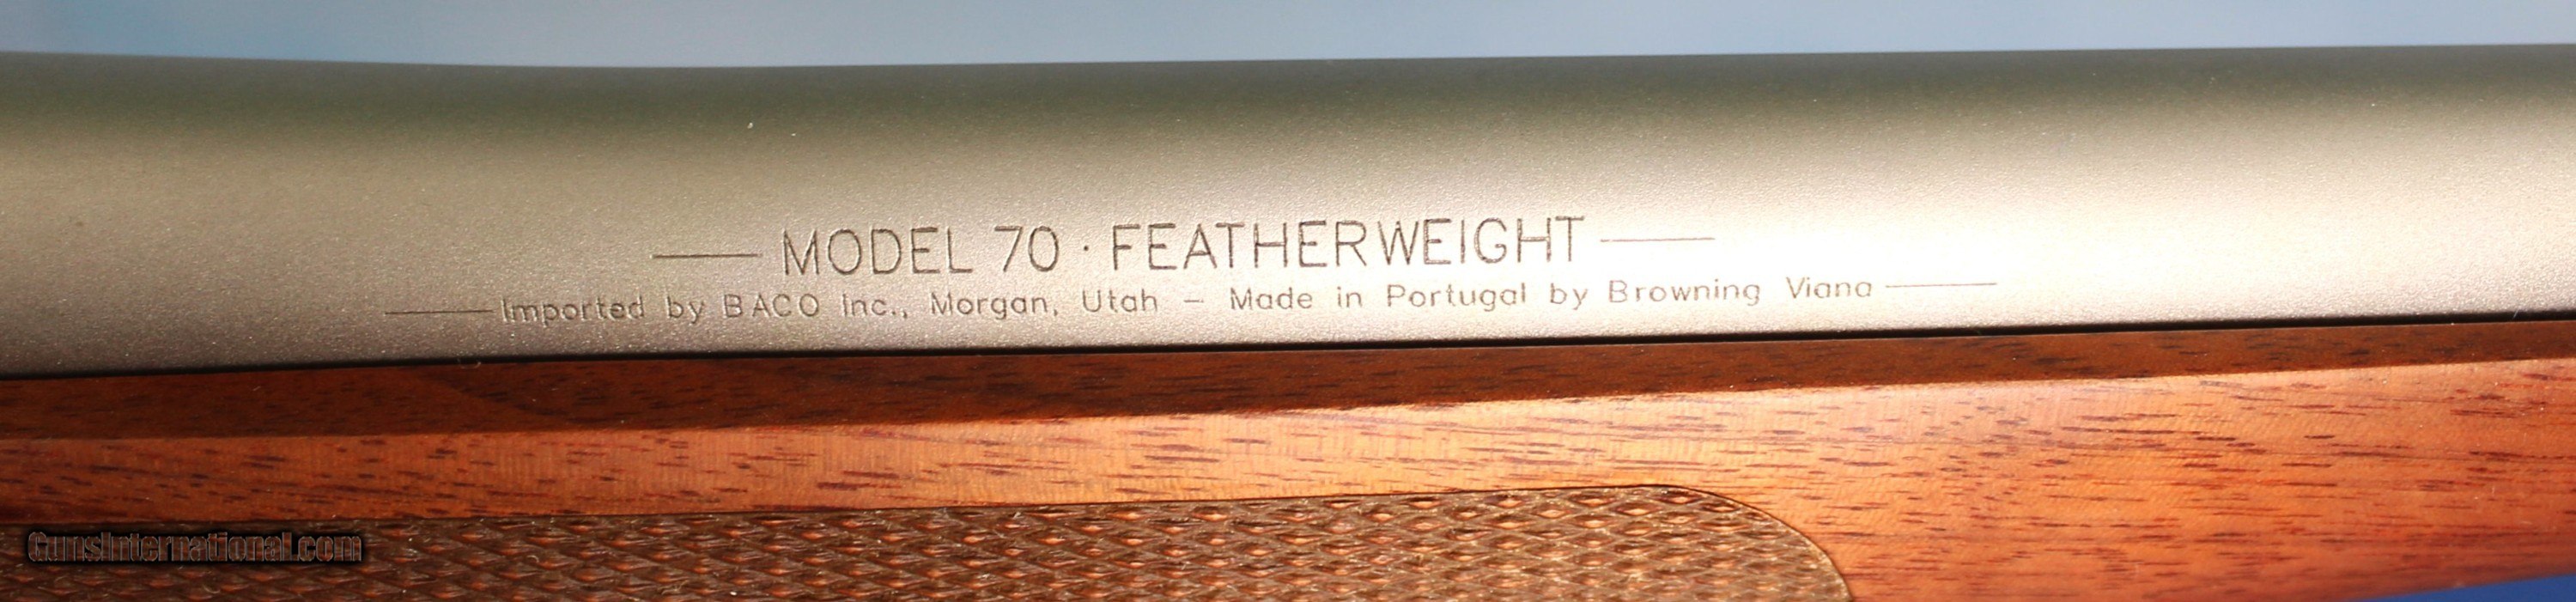 MODEL 70 · FEATHERWEIGHT
Imported by BACO Inc., Morgan, Utah – Made in Portugal by Browning Viana
GunsInternational.com